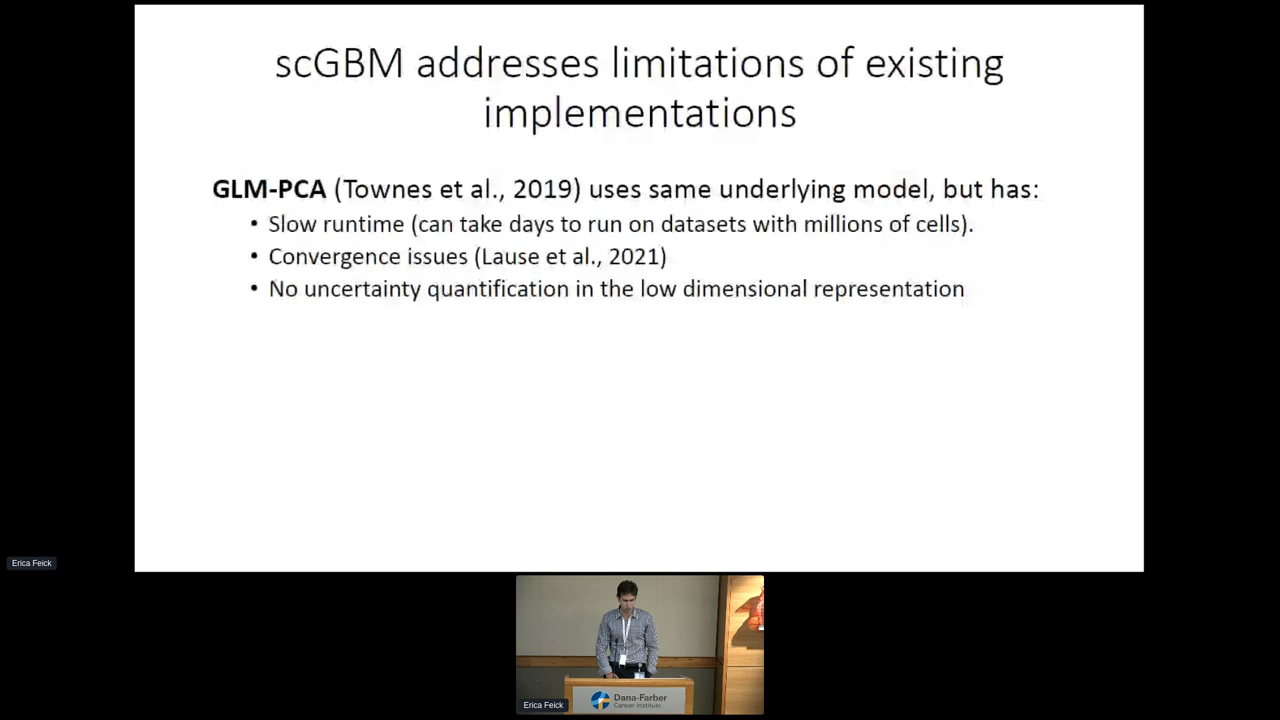 scGBM addresses limitations of existing
implementations
GLM-PCA (Townes et al., 2019) uses same underlying model, but has:
• Slow runtime (can take days to run on datasets with millions of cells).
• Convergence issues (Lause et al., 2021)
• No uncertainty quantification in the low dimensional representation
Erica Feick
Erica Feick
Dana-Farber
Cancer Institute